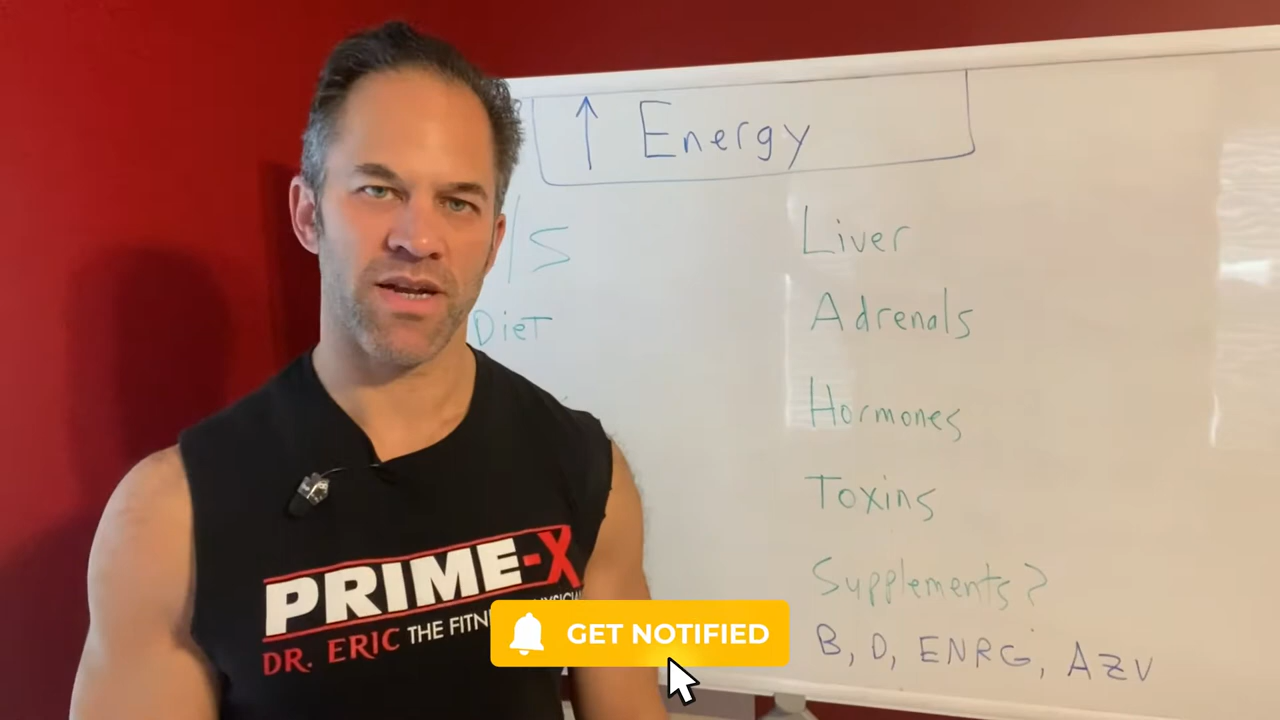 ↑ Energy
/ S
Diet
Liver
Adrenals
Hormones
Toxins
Supplements?
B, D, ENRG, AZV
PRIME-X
DR. ERIC THE FITN
GET NOTIFIED